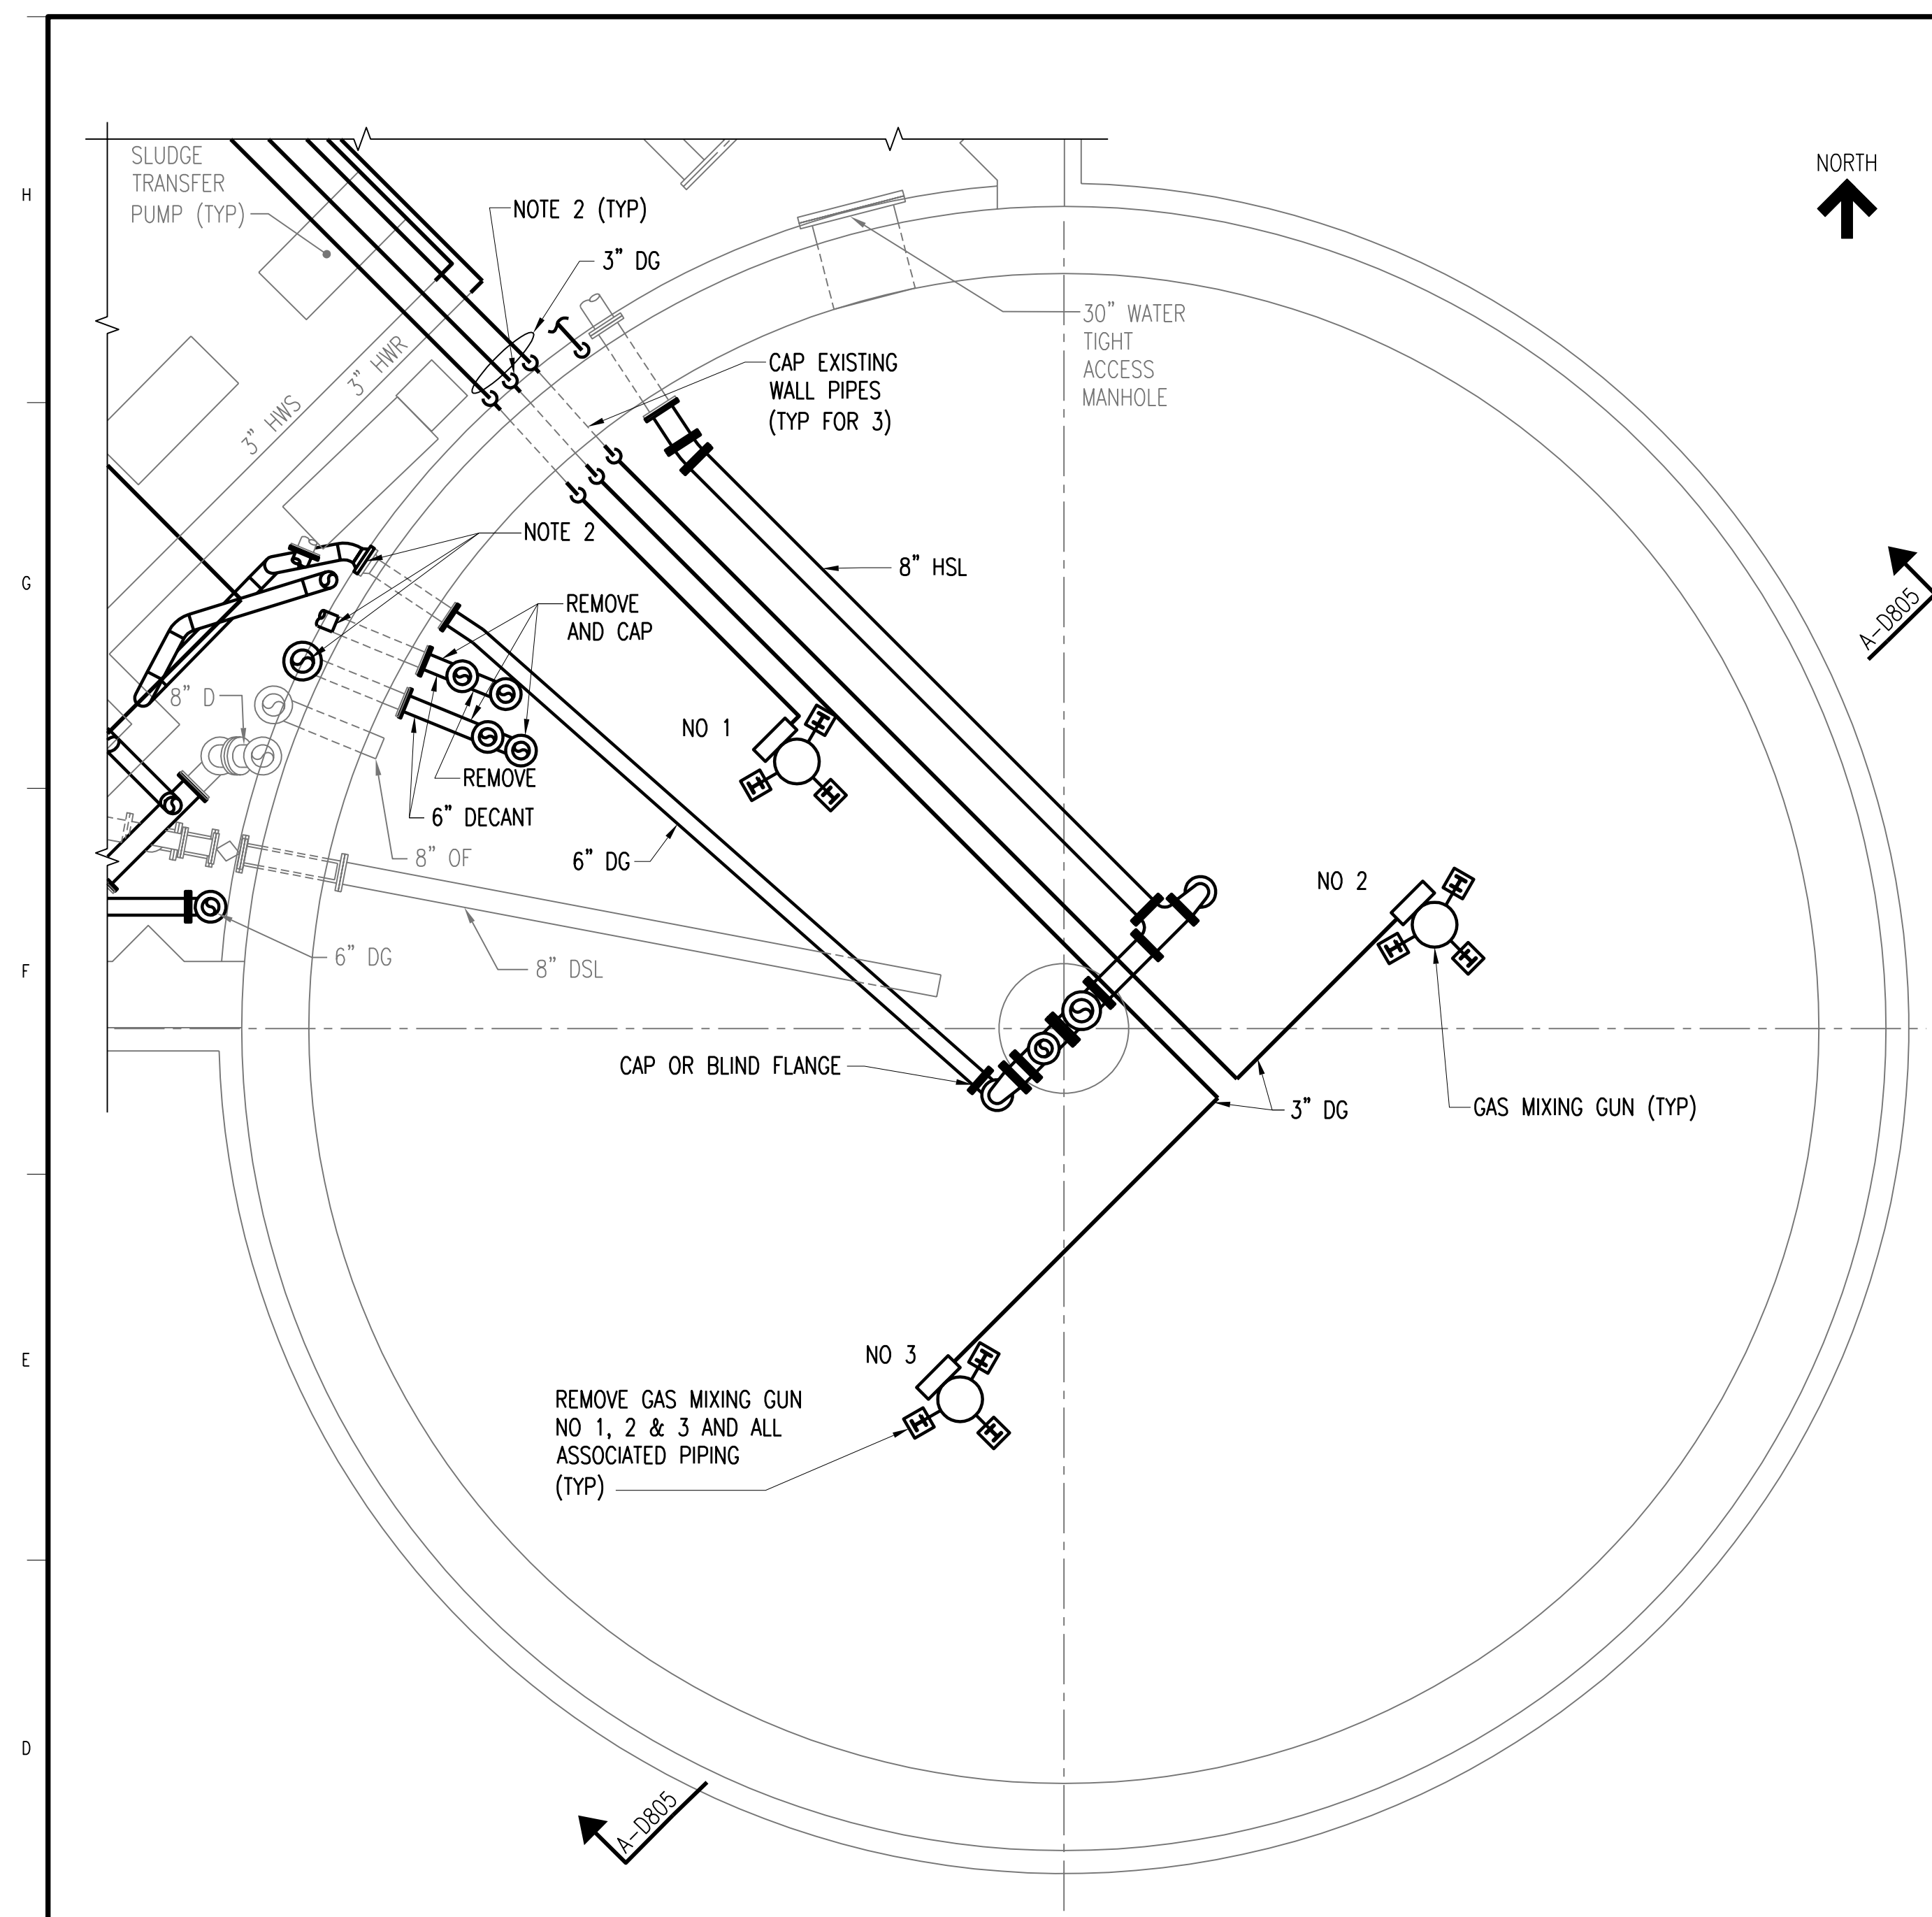 NORTH
H
SLUDGE
TRANSFER
PUMP (TYP)
NOTE 2 (TYP)
3" DG
30" WATER
TIGHT
ACCESS
MANHOLE
3" HWR
3" HWS
CAP EXISTING
WALL PIPES
(TYP FOR 3)
NOTE 2
8" HSL
G
REMOVE
AND CAP
A-D805
8" D
NO 1
REMOVE
6" DECANT
8" OF
6" DG
NO 2
6" DG
8" DSL
F
CAP OR BLIND FLANGE
3" DG
GAS MIXING GUN (TYP)
E
NO 3
REMOVE GAS MIXING GUN
NO 1, 2 & 3 AND ALL
ASSOCIATED PIPING
(TYP)
D
A-D805